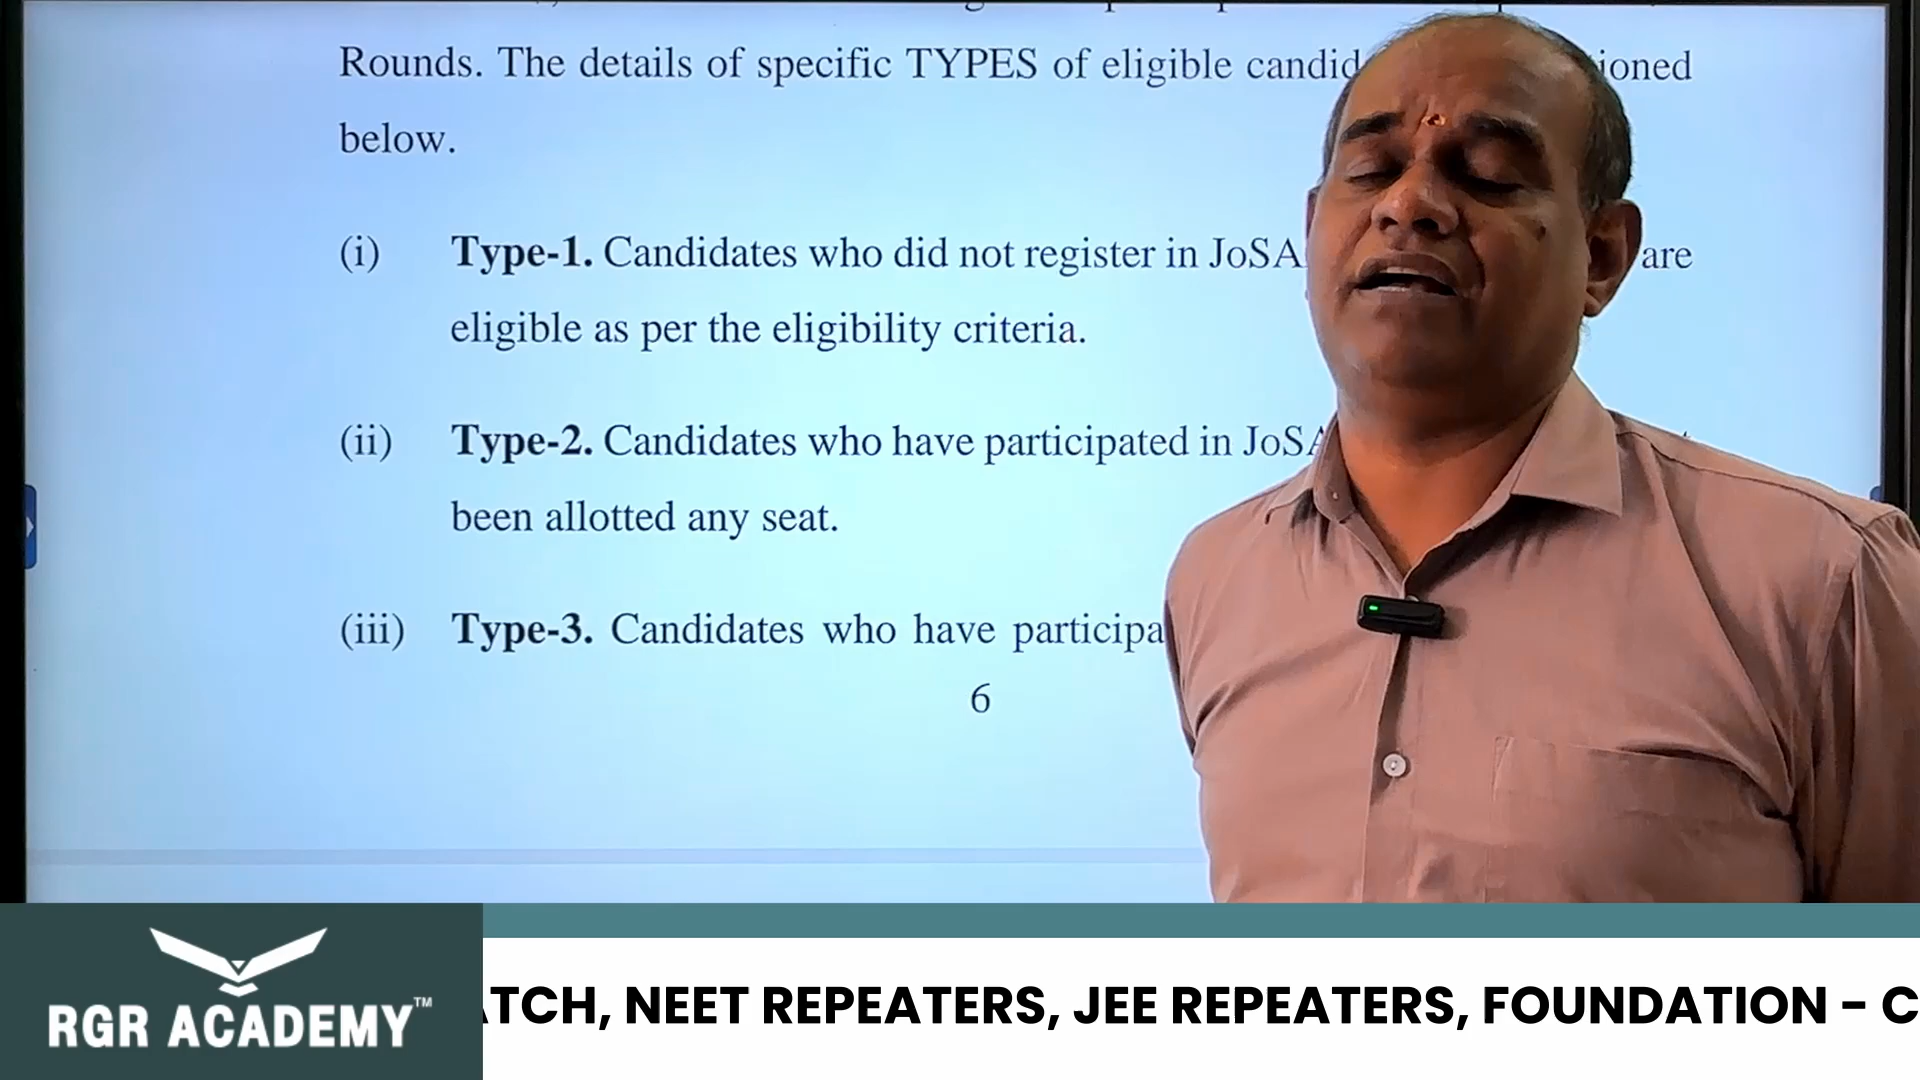 Rounds. The details of specific TYPES of eligible candid ioned
below.
(i) Type-1. Candidates who did not register in JoSA are
eligible as per the eligibility criteria.
(ii) Type-2. Candidates who have participated in JoSA
been allotted any seat.
(iii) Type-3. Candidates who have participa
6
RGR ACADEMY™
ATCH, NEET REPEATERS, JEE REPEATERS, FOUNDATION - C